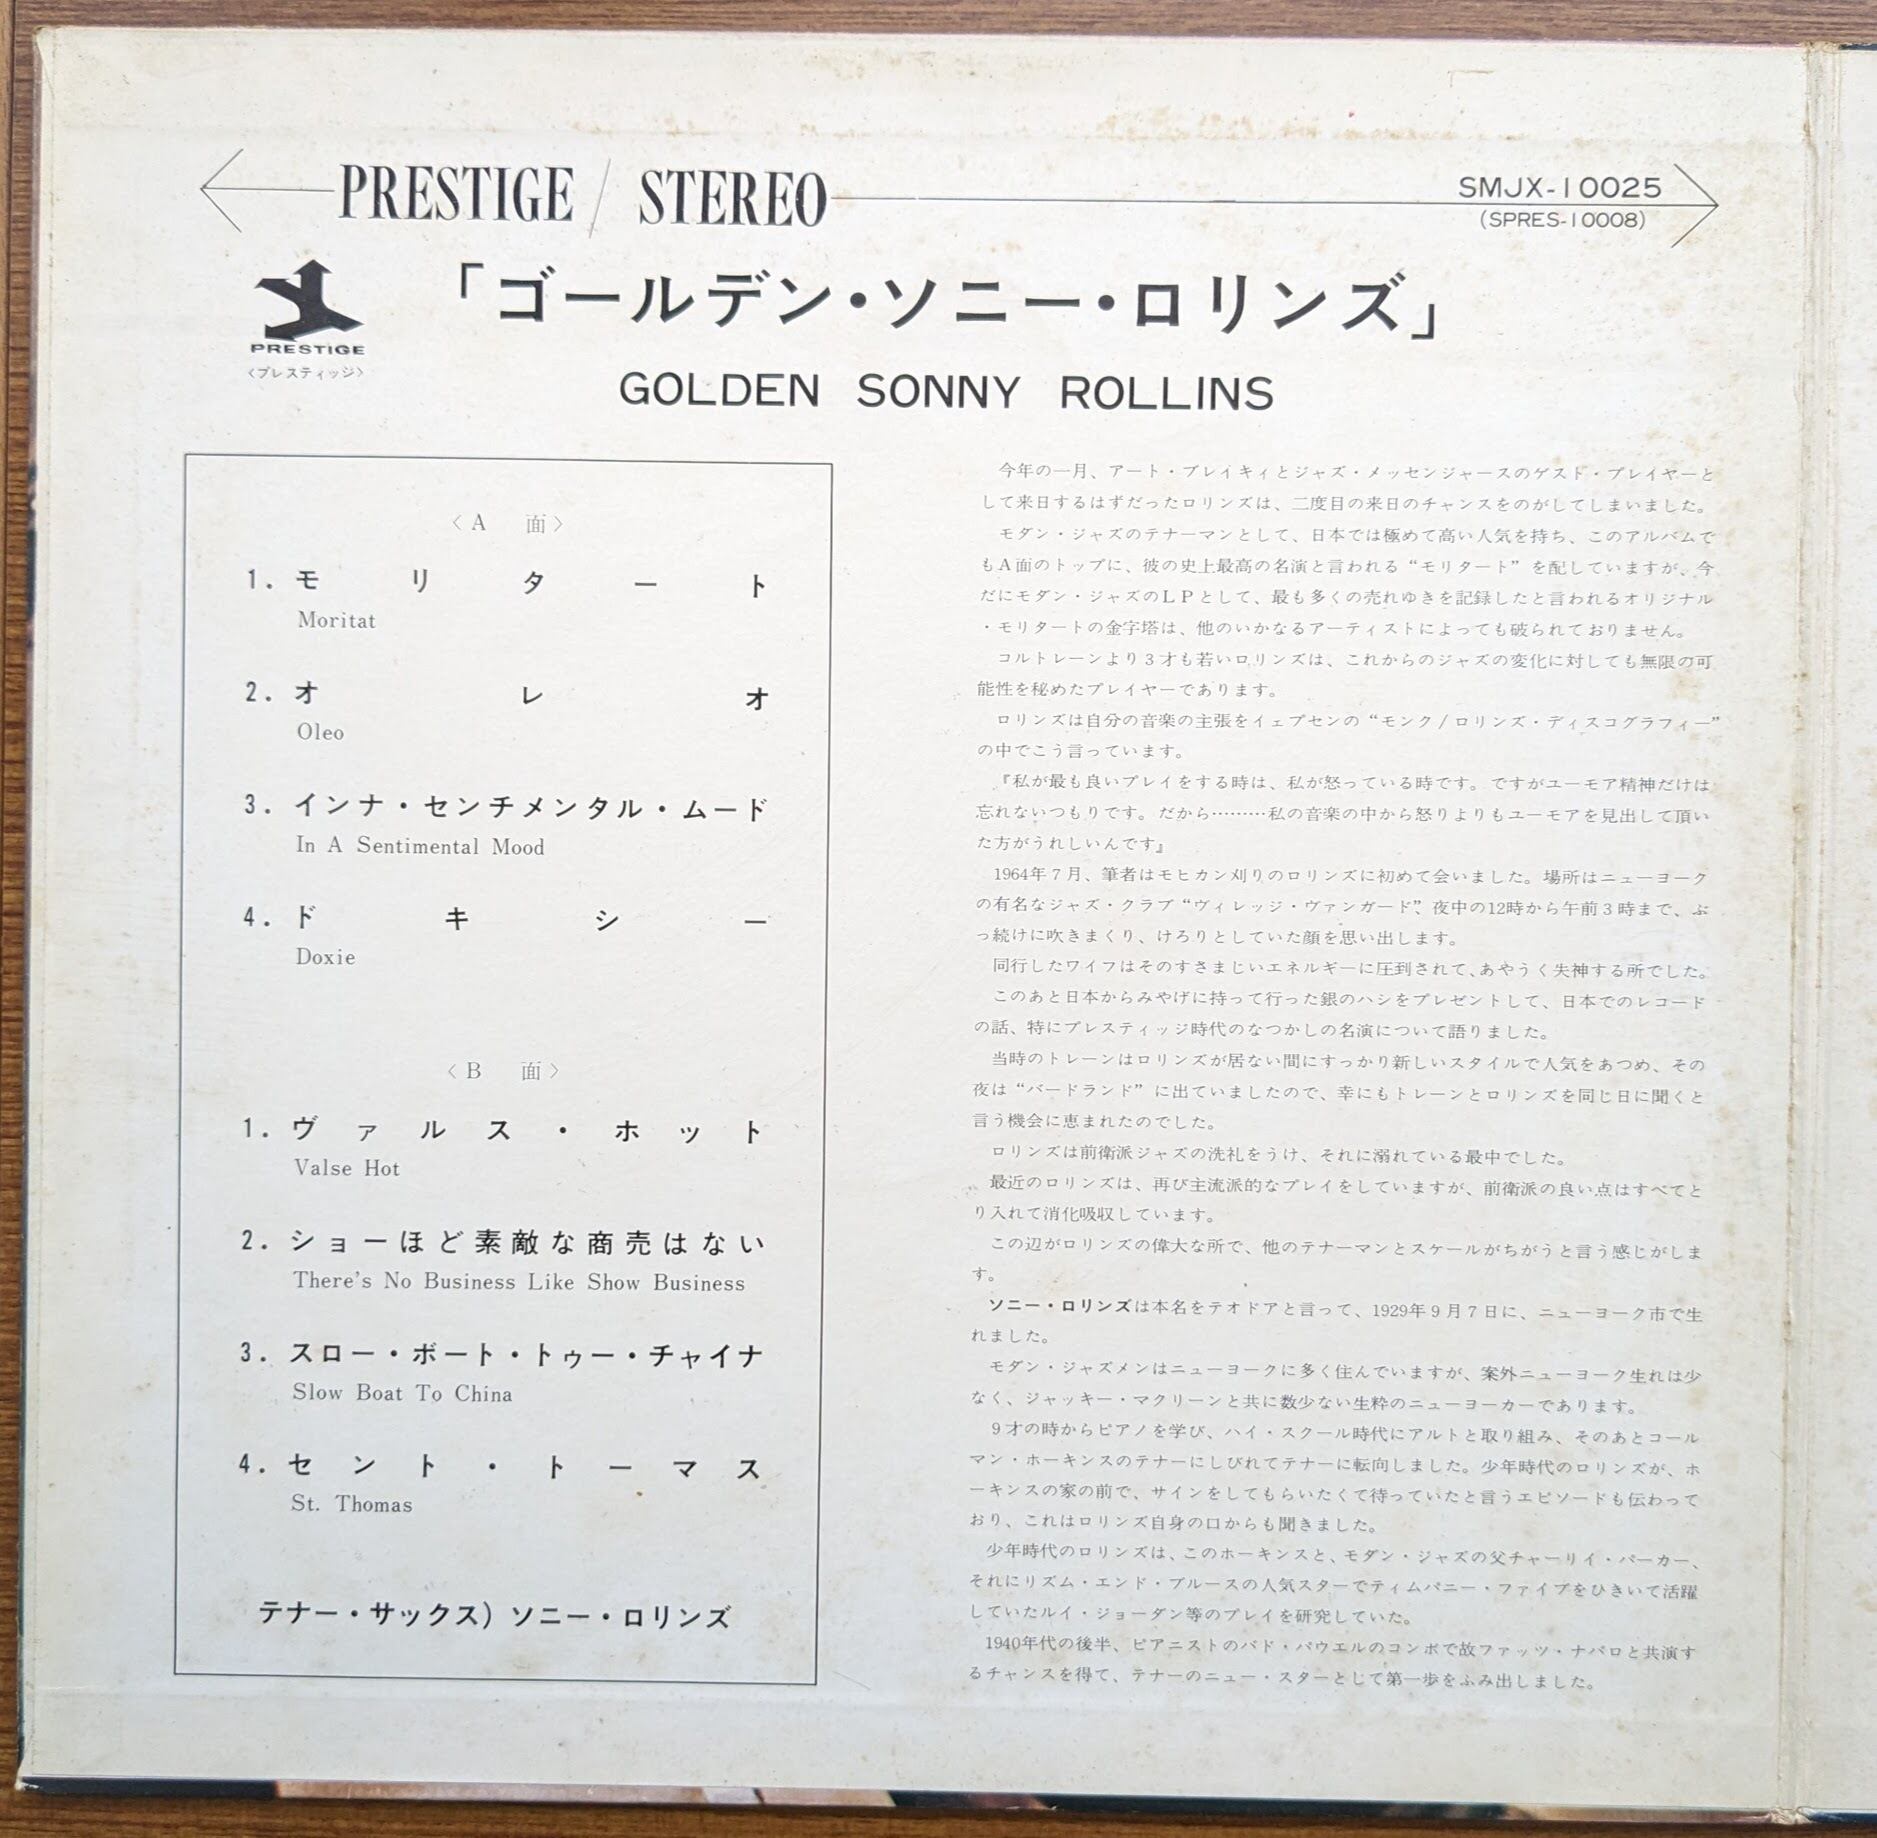 PRESTIGE / STEREO
SMJX-10025
(SPRES-10008)
PRESTIGE
〈プレスティッジ〉
「ゴールデン・ソニー・ロリンズ」
GOLDEN SONNY ROLLINS
〈A 面〉
1. モリタート
Moritat
2. オレオ
Oleo
3. インナ・センチメンタル・ムード
In A Sentimental Mood
4. ドキシー
Doxie
〈B 面〉
1. ヴァルス・ホット
Valse Hot
2. ショーほど素敵な商売はない
There's No Business Like Show Business
3. スロー・ボート・トゥー・チャイナ
Slow Boat To China
4. セント・トーマス
St. Thomas
テナー・サックス) ソニー・ロリンズ
今年の一月、アート・ブレイキィとジャズ・メッセンジャースのゲスト・プレイヤーと
して来日するはずだったロリンズは、二度目の来日のチャンスをのがしてしまいました。
モダン・ジャズのテナーマンとして、日本では極めて高い人気を持ち、このアルバムで
もA面のトップに、彼の史上最高の名演と言われる“モリタート”を配していますが、今
だにモダン・ジャズのLPとして、最も多くの売れゆきを記録したと言われるオリジナル
・モリタートの金字塔は、他のいかなるアーティストによっても破られておりません。
コルトレーンより3才も若いロリンズは、これからのジャズの変化に対しても無限の可
能性を秘めたプレイヤーであります。
ロリンズは自分の音楽の主張をイェプセンの“モンク/ロリンズ・ディスコグラフィー”
の中でこう言っています。
『私が最も良いプレイをする時は、私が怒っている時です。ですがユーモア精神だけは
忘れないつもりです。だから………私の音楽の中から怒りよりもユーモアを見出して頂い
た方がうれしいんです』
1964年7月、筆者はモヒカン刈りのロリンズに初めて会いました。場所はニューヨーク
の有名なジャズ・クラブ“ヴィレッジ・ヴァンガード”、夜中の12時から午前3時まで、ぶ
っ続けに吹きまくり、けろりとしていた顔を思い出します。
同行したワイフはそのすさまじいエネルギーに圧到されて、あやうく失神する所でした。
このあと日本からみやげに持って行った銀のハシをプレゼントして、日本でのレコード
の話、特にプレスティッジ時代のなつかしの名演について語りました。
当時のトレーンはロリンズが居ない間にすっかり新しいスタイルで人気をあつめ、その
夜は“バードランド”に出ていましたので、幸にもトレーンとロリンズを同じ日に聞くと
言う機会に恵まれたのでした。
ロリンズは前衛派ジャズの洗礼をうけ、それに溺れている最中でした。
最近のロリンズは、再び主流派的なプレイをしていますが、前衛派の良い点はすべてと
り入れて消化吸収しています。
この辺がロリンズの偉大な所で、他のテナーマンとスケールがちがうと言う感じがしま
す。
ソニー・ロリンズは本名をテオドアと言って、1929年9月7日に、ニューヨーク市で生
れました。
モダン・ジャズメンはニューヨークに多く住んでいますが、案外ニューヨーク生れは少
なく、ジャッキー・マクリーンと共に数少ない生粋のニューヨーカーであります。
9才の時からピアノを学び、ハイ・スクール時代にアルトと取り組み、そのあとコール
マン・ホーキンスのテナーにしびれてテナーに転向しました。少年時代のロリンズが、ホ
ーキンスの家の前で、サインをしてもらいたくて待っていたと言うエピソードも伝わって
おり、これはロリンズ自身の口からも聞きました。
少年時代のロリンズは、このホーキンスと、モダン・ジャズの父チャーリイ・パーカー、
それにリズム・エンド・ブルースの人気スターでティムパニー・ファイブをひきいて活躍
していたルイ・ジョーダン等のプレイを研究していた。
1940年代の後半、ピアニストのバド・パウエルのコンボで故ファッツ・ナバロと共演す
るチャンスを得て、テナーのニュー・スターとして第一歩をふみ出しました。